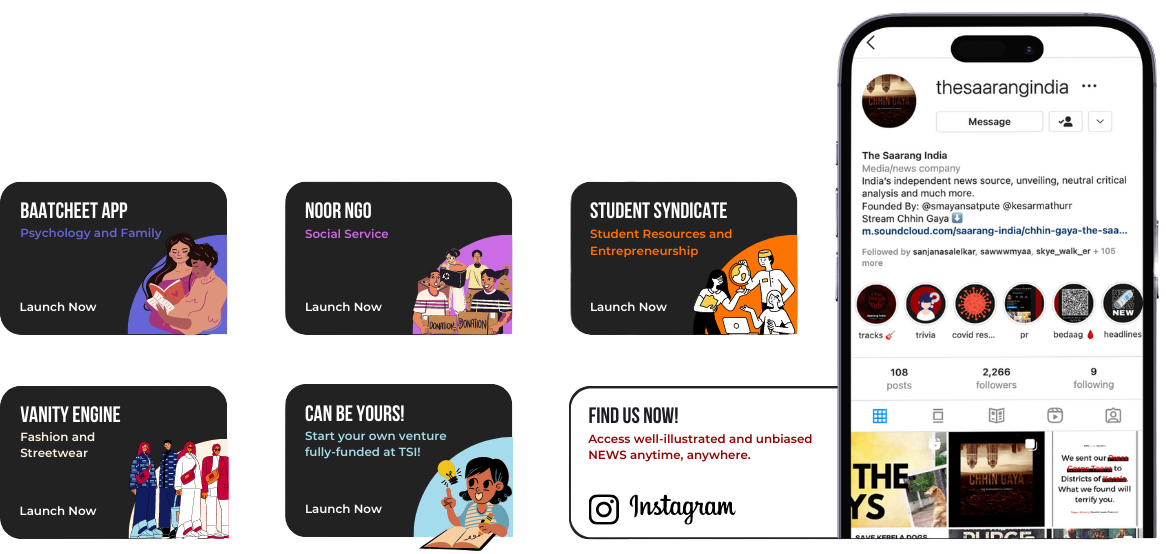 BAATCHEET APP
Psychology and Family
Launch Now
NOOR NGO
Social Service
Launch Now
DONATION
DONATION
STUDENT SYNDICATE
Student Resources and
Entrepreneurship
Launch Now
VANITY ENGINE
Fashion and
Streetwear
Launch Now
CAN BE YOURS!
Start your own venture
fully-funded at TSI!
Launch Now
FIND US NOW!
Access well-illustrated and unbiased
NEWS anytime, anywhere.
Instagram
thesaarangindia
CHHIN GAYA
Message
The Saarang India
Media/news company
India's independent news source, unveiling, neutral critical
analysis and much more.
Founded By: @smayansatpute @kesarmathurr
Stream Chhin Gaya ⬇️
m.soundcloud.com/saarang-india/chhin-gaya-the-saa...
Followed by sanjanasalelkar, sawwwmyaa, skye_walk_er + 105
more
NEW
tracks trivia covid res... pr bedaag 🩸 headlines
108 2,266 9
posts followers following
THE
YS
CHHIN GAYA
We sent our
to
Districts of
What we found will
terrify you.
SAVE KERELA DOGS
PURGE